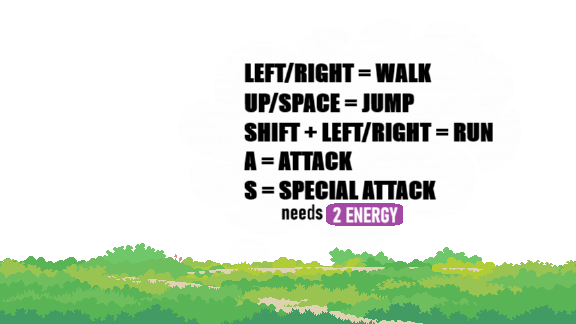 LEFT/RIGHT = WALK
UP/SPACE = JUMP
SHIFT + LEFT/RIGHT = RUN
A = ATTACK
S = SPECIAL ATTACK
needs 2 ENERGY